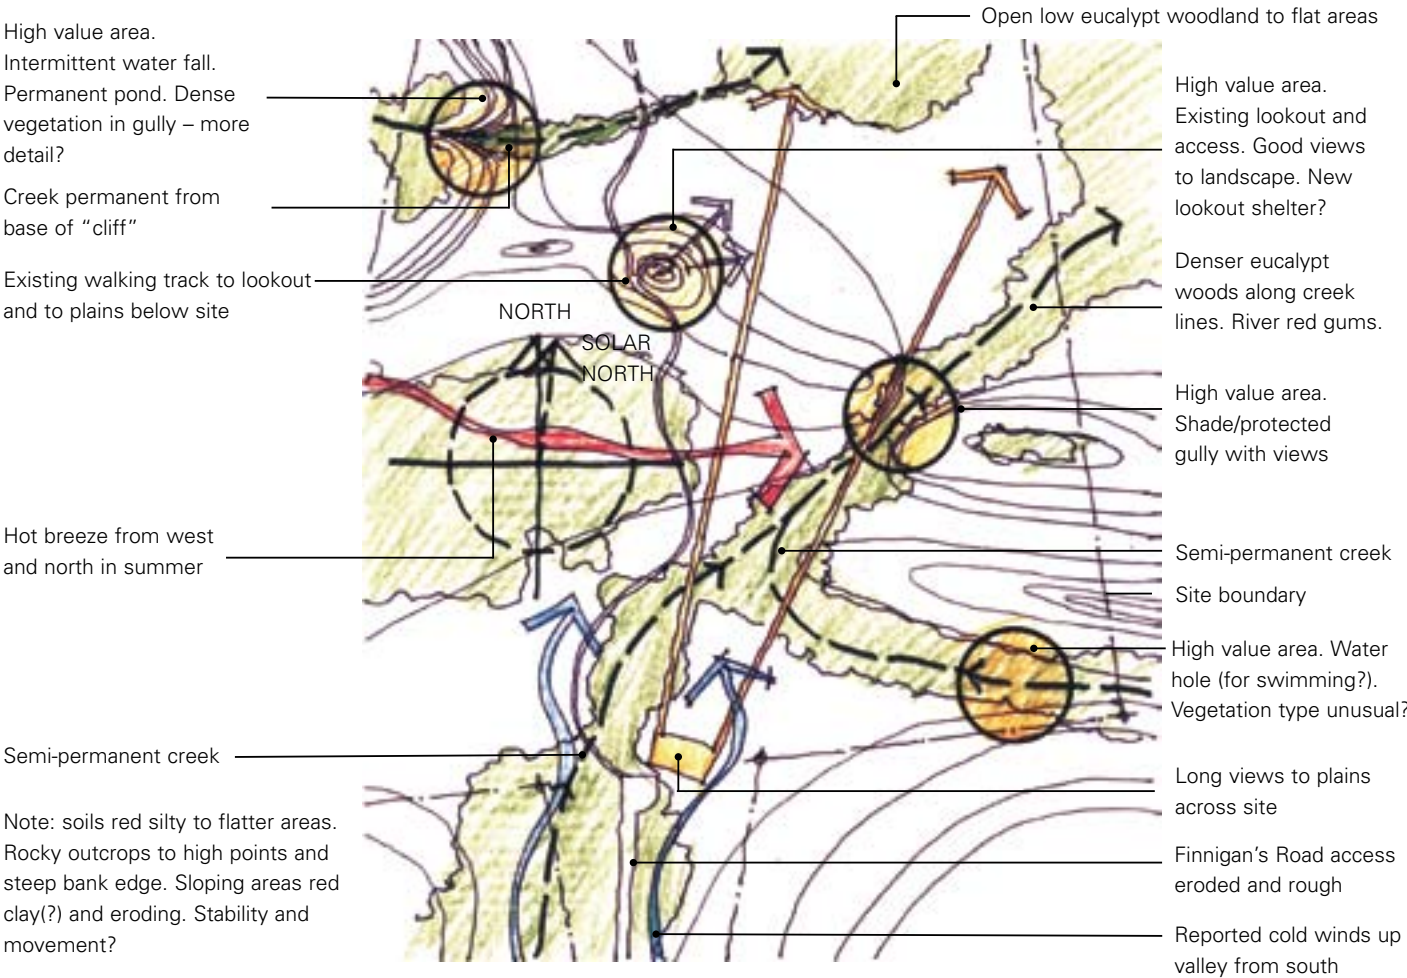 Open low eucalypt woodland to flat areas
High value area.
Intermittent water fall.
Permanent pond. Dense
vegetation in gully – more
detail?
Creek permanent from
base of “cliff”
Existing walking track to lookout
and to plains below site
NORTH
SOLAR
NORTH
Hot breeze from west
and north in summer
Semi-permanent creek
Note: soils red silty to flatter areas.
Rocky outcrops to high points and
steep bank edge. Sloping areas red
clay(?) and eroding. Stability and
movement?
High value area.
Existing lookout and
access. Good views
to landscape. New
lookout shelter?
Denser eucalypt
woods along creek
lines. River red gums.
High value area.
Shade/protected
gully with views
Semi-permanent creek
Site boundary
High value area. Water
hole (for swimming?).
Vegetation type unusual?
Long views to plains
across site
Finnigan’s Road access
eroded and rough
Reported cold winds up
valley from south